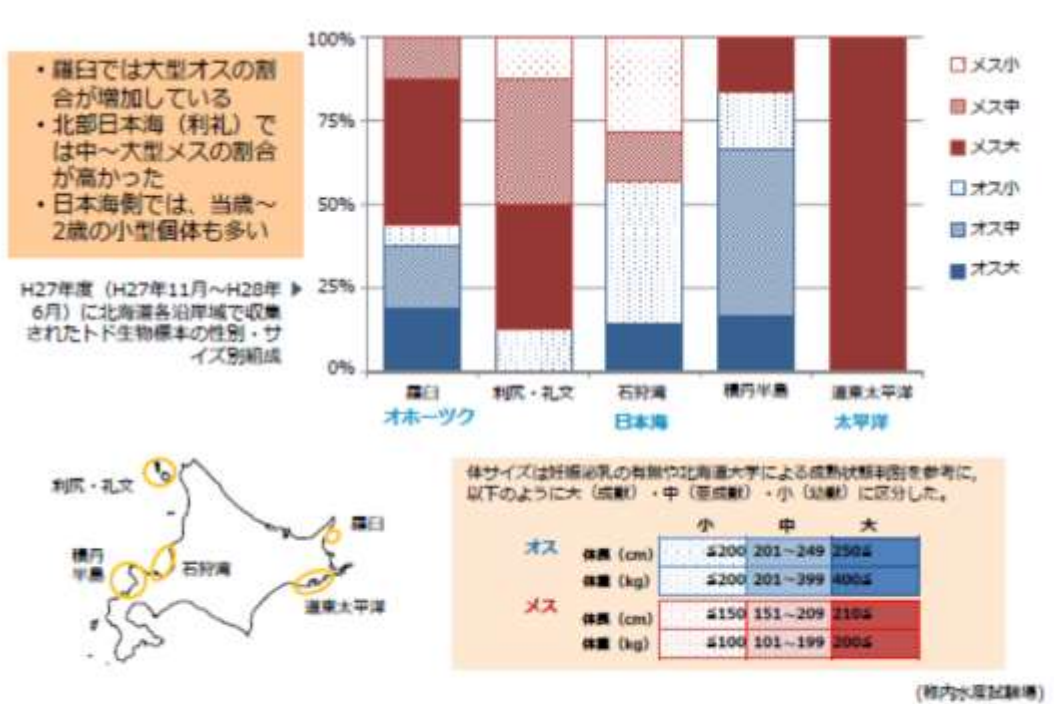 ・羅臼では大型オスの割
合が増加している
・北部日本海（利礼）で
は中～大型メスの割合
が高かった
・日本海側では、当歳～
2歳の小型個体も多い
H27年度（H27年11月～H28年
6月）に北海道各沿岸域で収集
されたトド生物標本の性別・サ
イズ別組成
100%
75%
50%
25%
0%
羅臼
利尻・礼文
石狩湾
積丹半島
道東太平洋
オホーツク
日本海
太平洋
メス小
メス中
メス大
オス小
オス中
オス大
利尻・礼文
羅臼
積丹
半島
石狩湾
道東太平洋
体サイズは妊娠泌乳の有無や北海道大学による成熟状態判別を参考に、
以下のように大（成獣）・中（亜成獣）・小（幼獣）に区分した。
小 中 大
オス 体長（cm） ≦200 201～249 250≦
体重（kg） ≦200 201～399 400≦
メス 体長（cm） ≦150 151～209 210≦
体重（kg） ≦100 101～199 200≦
(稚内水産試験場)